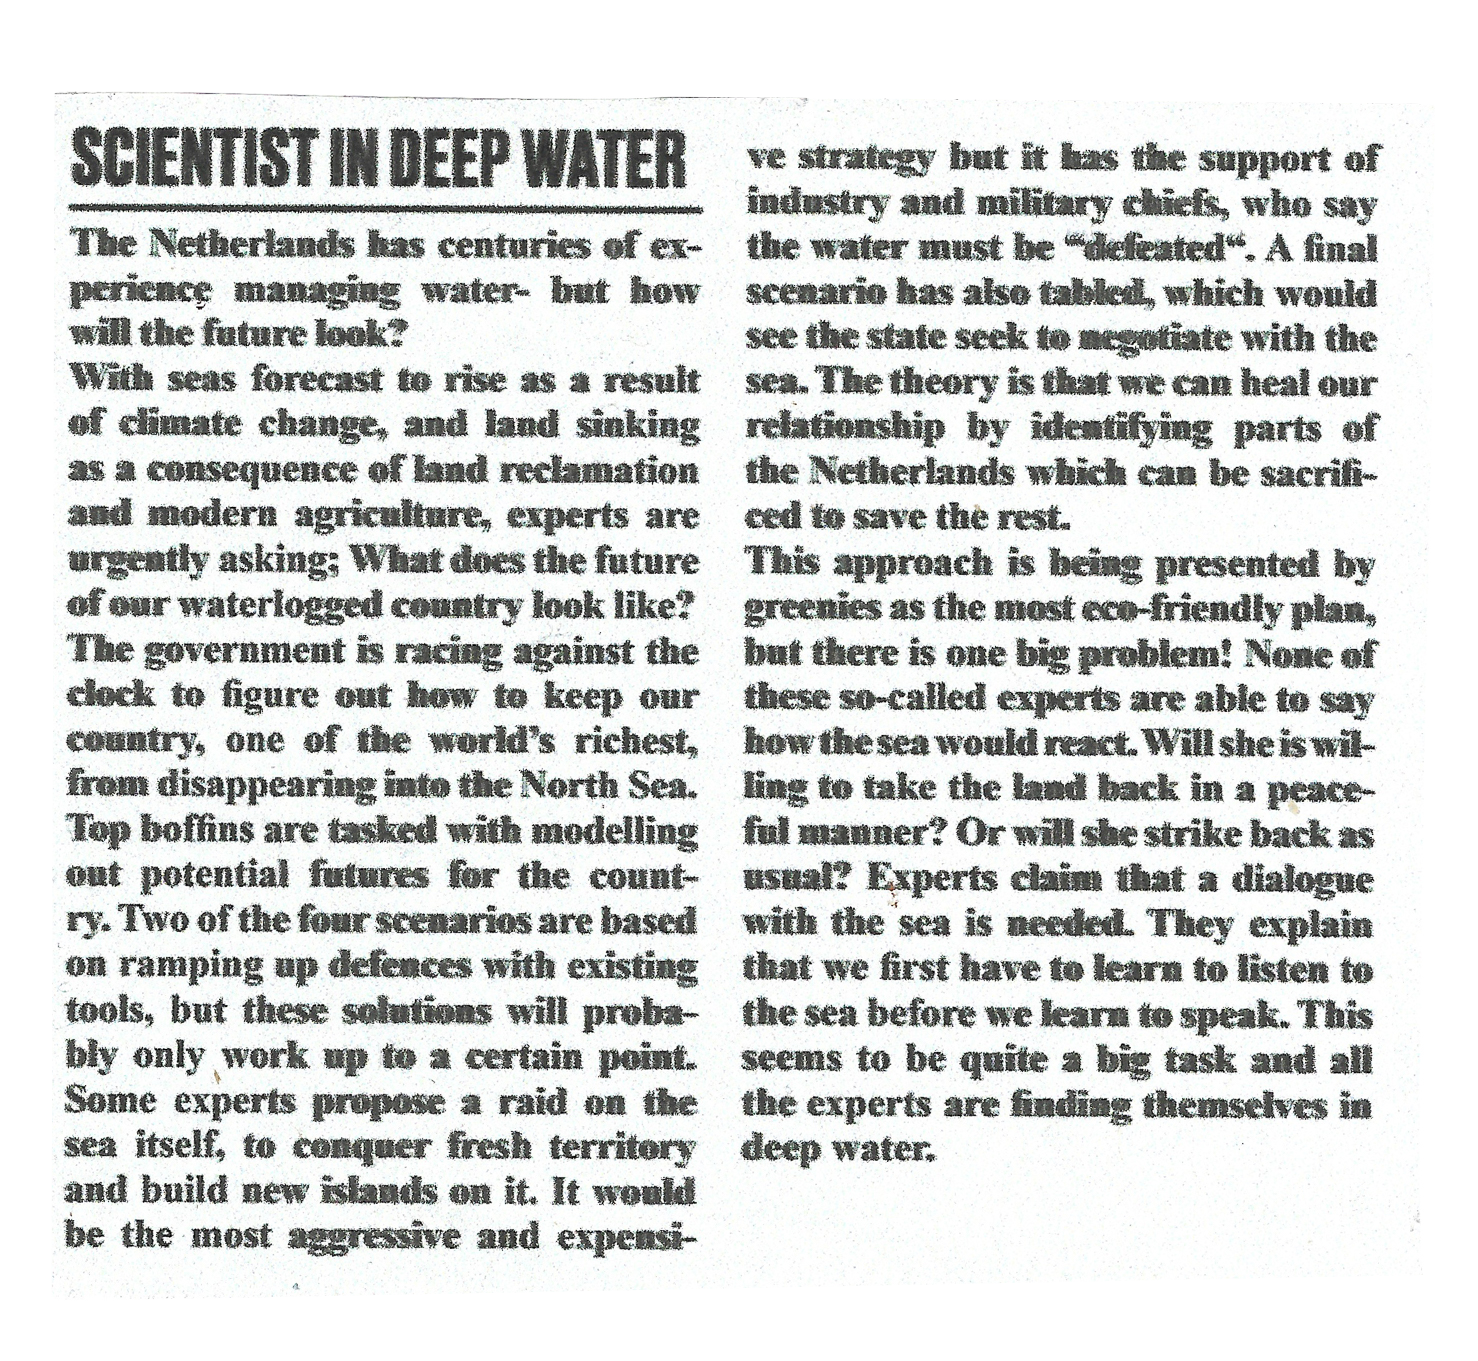 SCIENTIST IN DEEP WATER
The Netherlands has centuries of ex-
perience managing water- but how
will the future look?
With seas forecast to rise as a result
of climate change, and land sinking
as a consequence of land reclamation
and modern agriculture, experts are
urgently asking; What does the future
of our waterlogged country look like?
The government is racing against the
clock to figure out how to keep our
country, one of the world's richest,
from disappearing into the North Sea.
Top boffins are tasked with modelling
out potential futures for the count-
ry. Two of the four scenarios are based
on ramping up defences with existing
tools, but these solutions will proba-
bly only work up to a certain point.
Some experts propose a raid on the
sea itself, to conquer fresh territory
and build new islands on it. It would
be the most aggressive and expensi-
ve strategy but it has the support of
industry and military chiefs, who say
the water must be “defeated“. A final
scenario has also tabled, which would
see the state seek to negotiate with the
sea. The theory is that we can heal our
relationship by identifying parts of
the Netherlands which can be sacrifi-
ced to save the rest.
This approach is being presented by
greenies as the most eco-friendly plan,
but there is one big problem! None of
these so-called experts are able to say
how the sea would react. Will she is wil-
ling to take the land back in a peace-
ful manner? Or will she strike back as
usual? Experts claim that a dialogue
with the sea is needed. They explain
that we first have to learn to listen to
the sea before we learn to speak. This
seems to be quite a big task and all
the experts are finding themselves in
deep water.